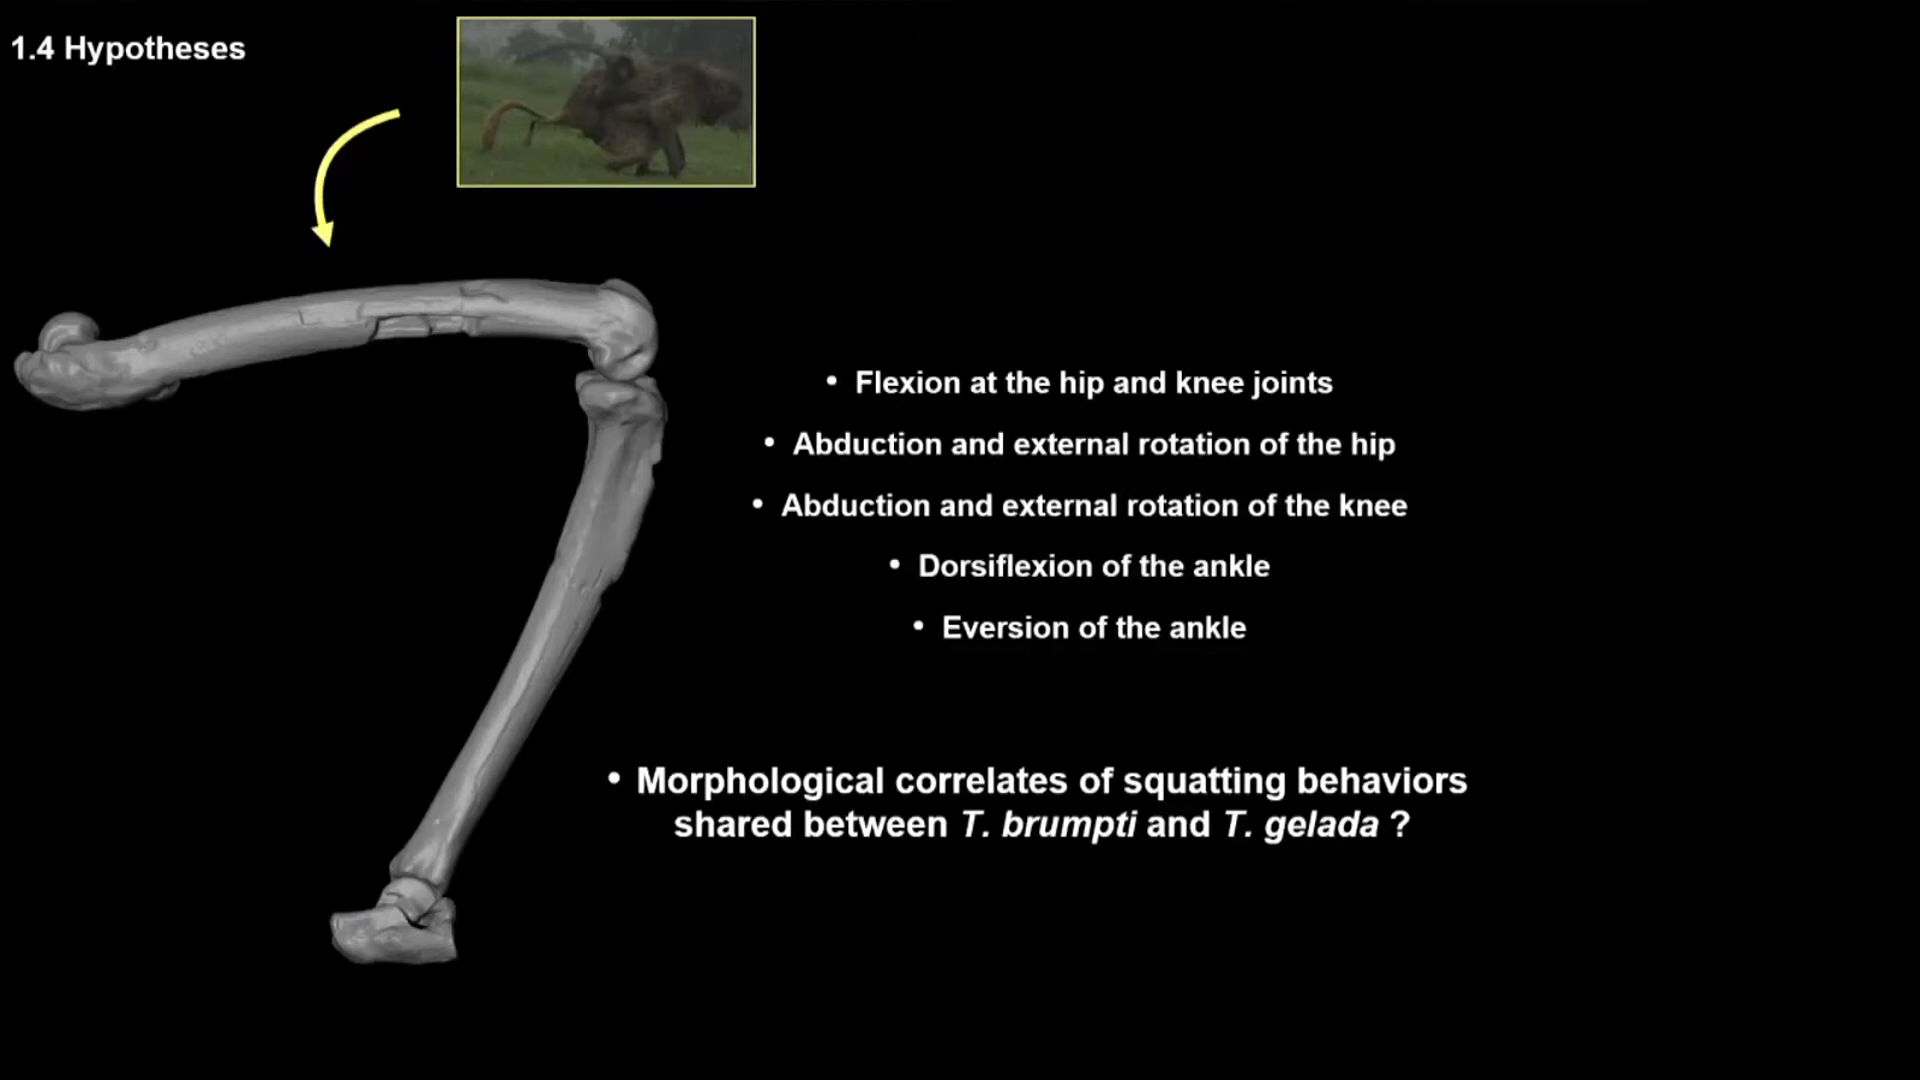 1.4 Hypotheses
• Flexion at the hip and knee joints
• Abduction and external rotation of the hip
• Abduction and external rotation of the knee
• Dorsiflexion of the ankle
• Eversion of the ankle
• Morphological correlates of squatting behaviors
shared between T. brumpti and T. gelada ?